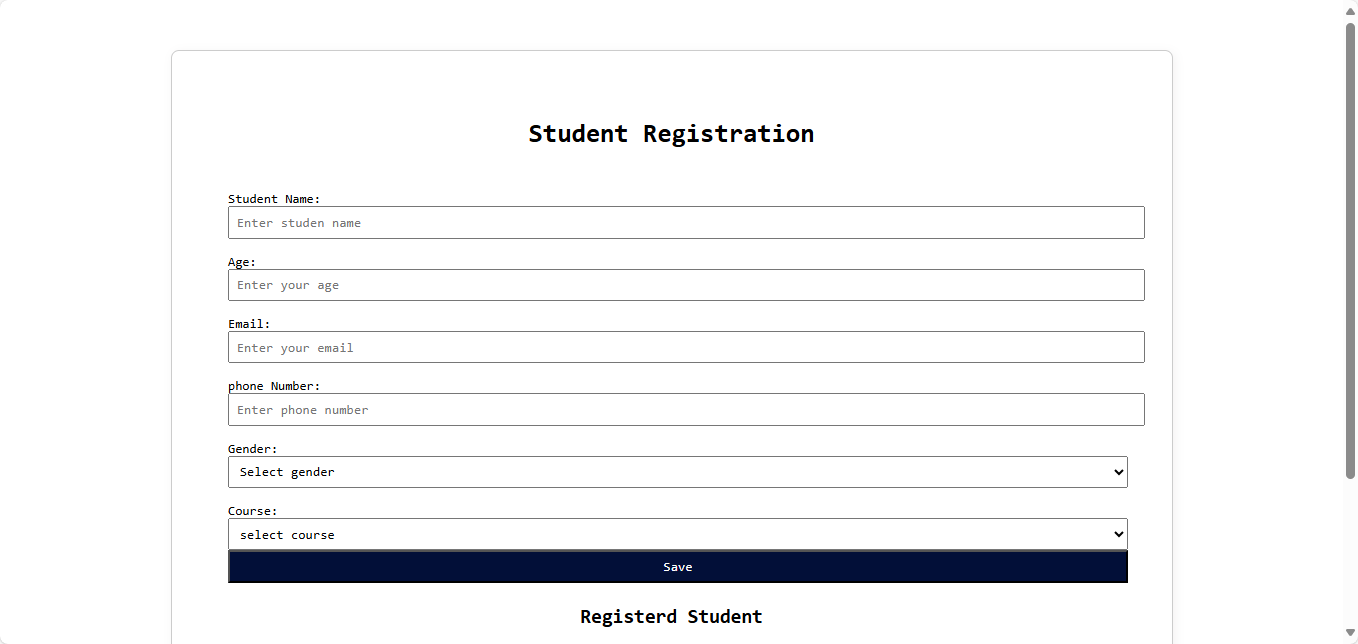 Student Registration
Student Name:
Enter studen name
Age:
Enter your age
Email:
Enter your email
phone Number:
Enter phone number
Gender:
Select gender
Course:
select course
Save
Registerd Student